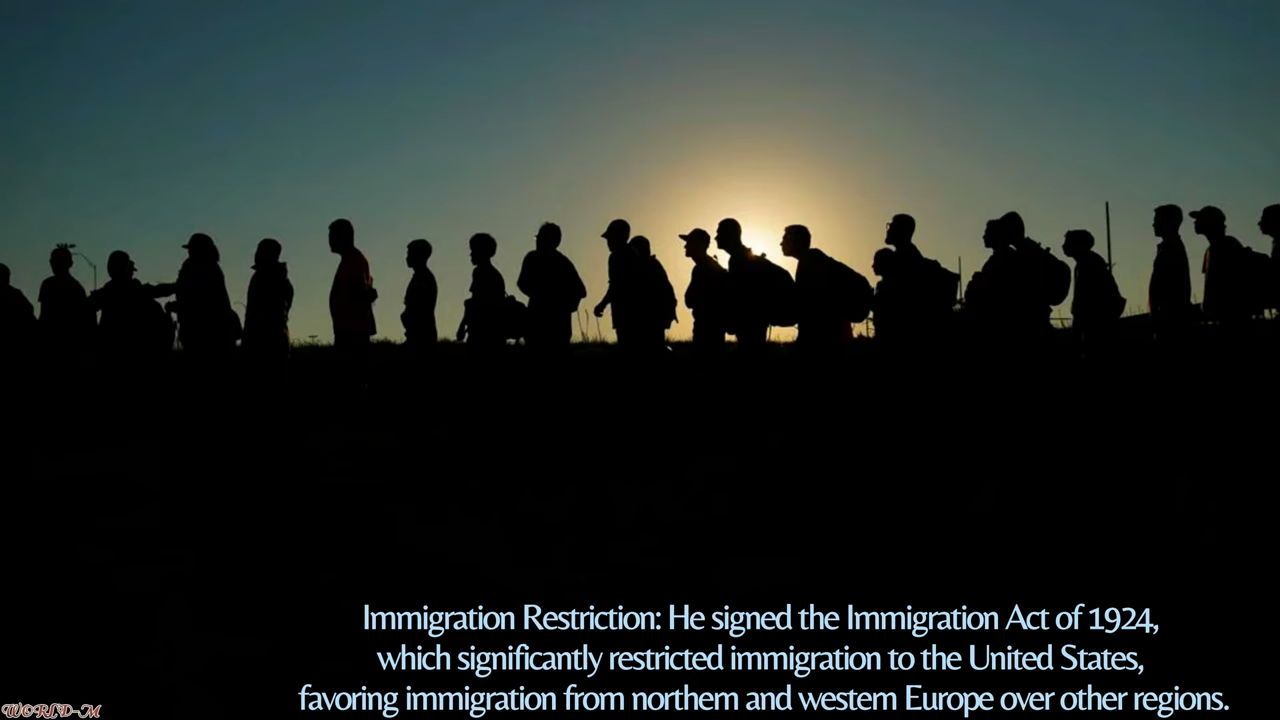 Immigration Restriction: He signed the Immigration Act of 1924,
which significantly restricted immigration to the United States,
favoring immigration from northern and western Europe over other regions.
WORLD-M